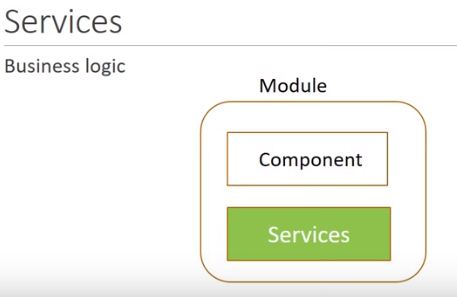 Services
Business logic
Module
Component
Services